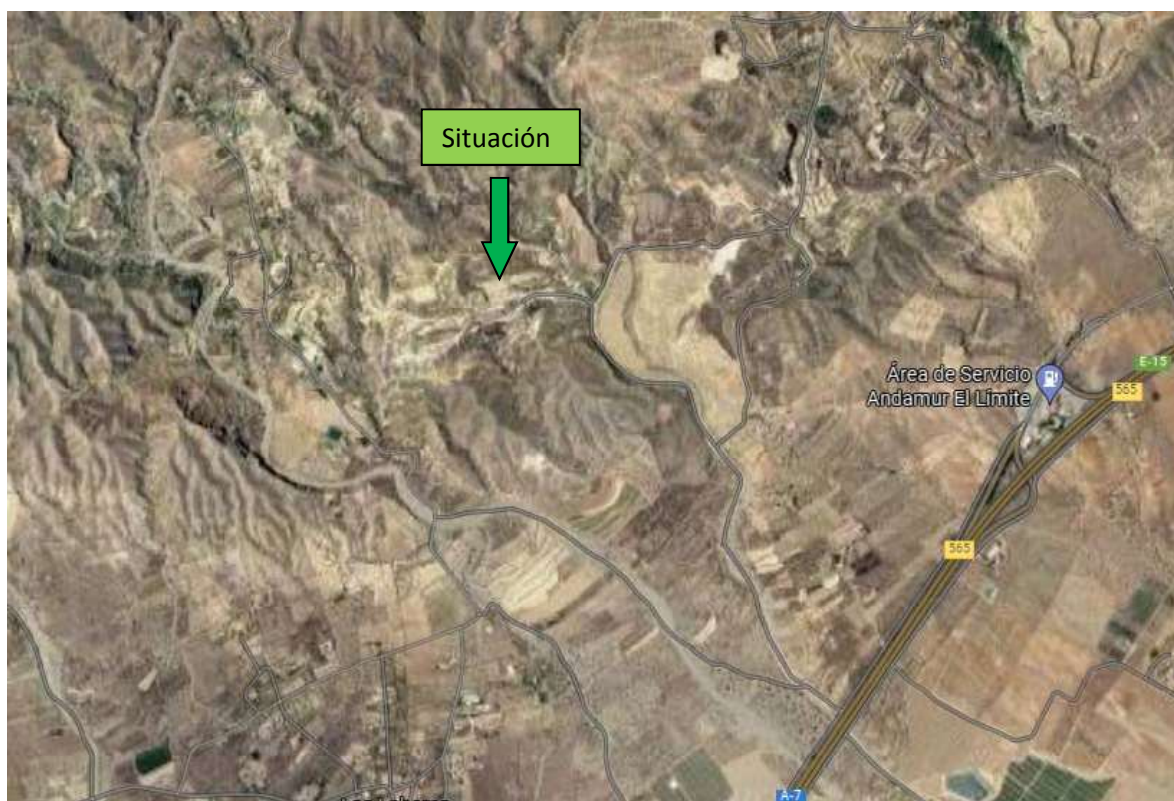 Situación
E-15
Área de Servicio
Andamur El Límite
565
565
A-7